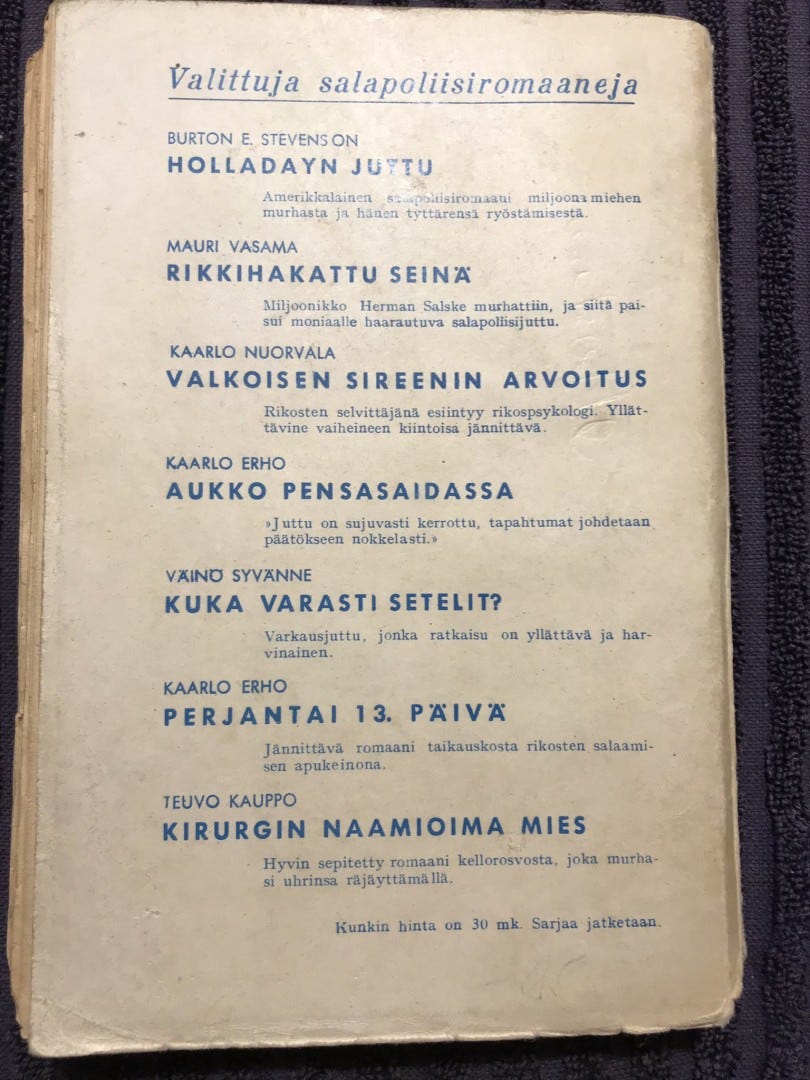 Valittuja salapoliisiromaaneja
BURTON E. STEVENSON
HOLLADAYN JUTTU
Amerikkalainen salapoliisiromaani miljoonamiehen
murhasta ja hänen tyttärensä ryöstämisestä.
MAURI VASAMA
RIKKIHAKATTU SEINÄ
Miljoonikko Herman Salske murhattiin, ja siitä pai-
sui moniaalle haarautuva salapoliisijuttu.
KAARLO NUORVALA
VALKOISEN SIREENIN ARVOITUS
Rikosten selvittäjänä esiintyy rikospsykologi. Yllät-
tävine vaiheineen kiintoisa jännittävä.
KAARLO ERHO
AUKKO PENSASAIDASSA
»Juttu on sujuvasti kerrottu, tapahtumat johdetaan
päätökseen nokkelasti.»
VÄINÖ SYVÄNNE
KUKA VARASTI SETELIT?
Varkausjuttu, jonka ratkaisu on yllättävä ja har-
vinainen.
KAARLO ERHO
PERJANTAI 13. PÄIVÄ
Jännittävä romaani taikauskosta rikosten salaami-
sen apukeinona.
TEUVO KAUPPO
KIRURGIN NAAMIOIMA MIES
Hyvin sepitetty romaani kellorosvosta, joka murha-
si uhrinsa räjäyttämällä.
Kunkin hinta on 30 mk. Sarjaa jatketaan.